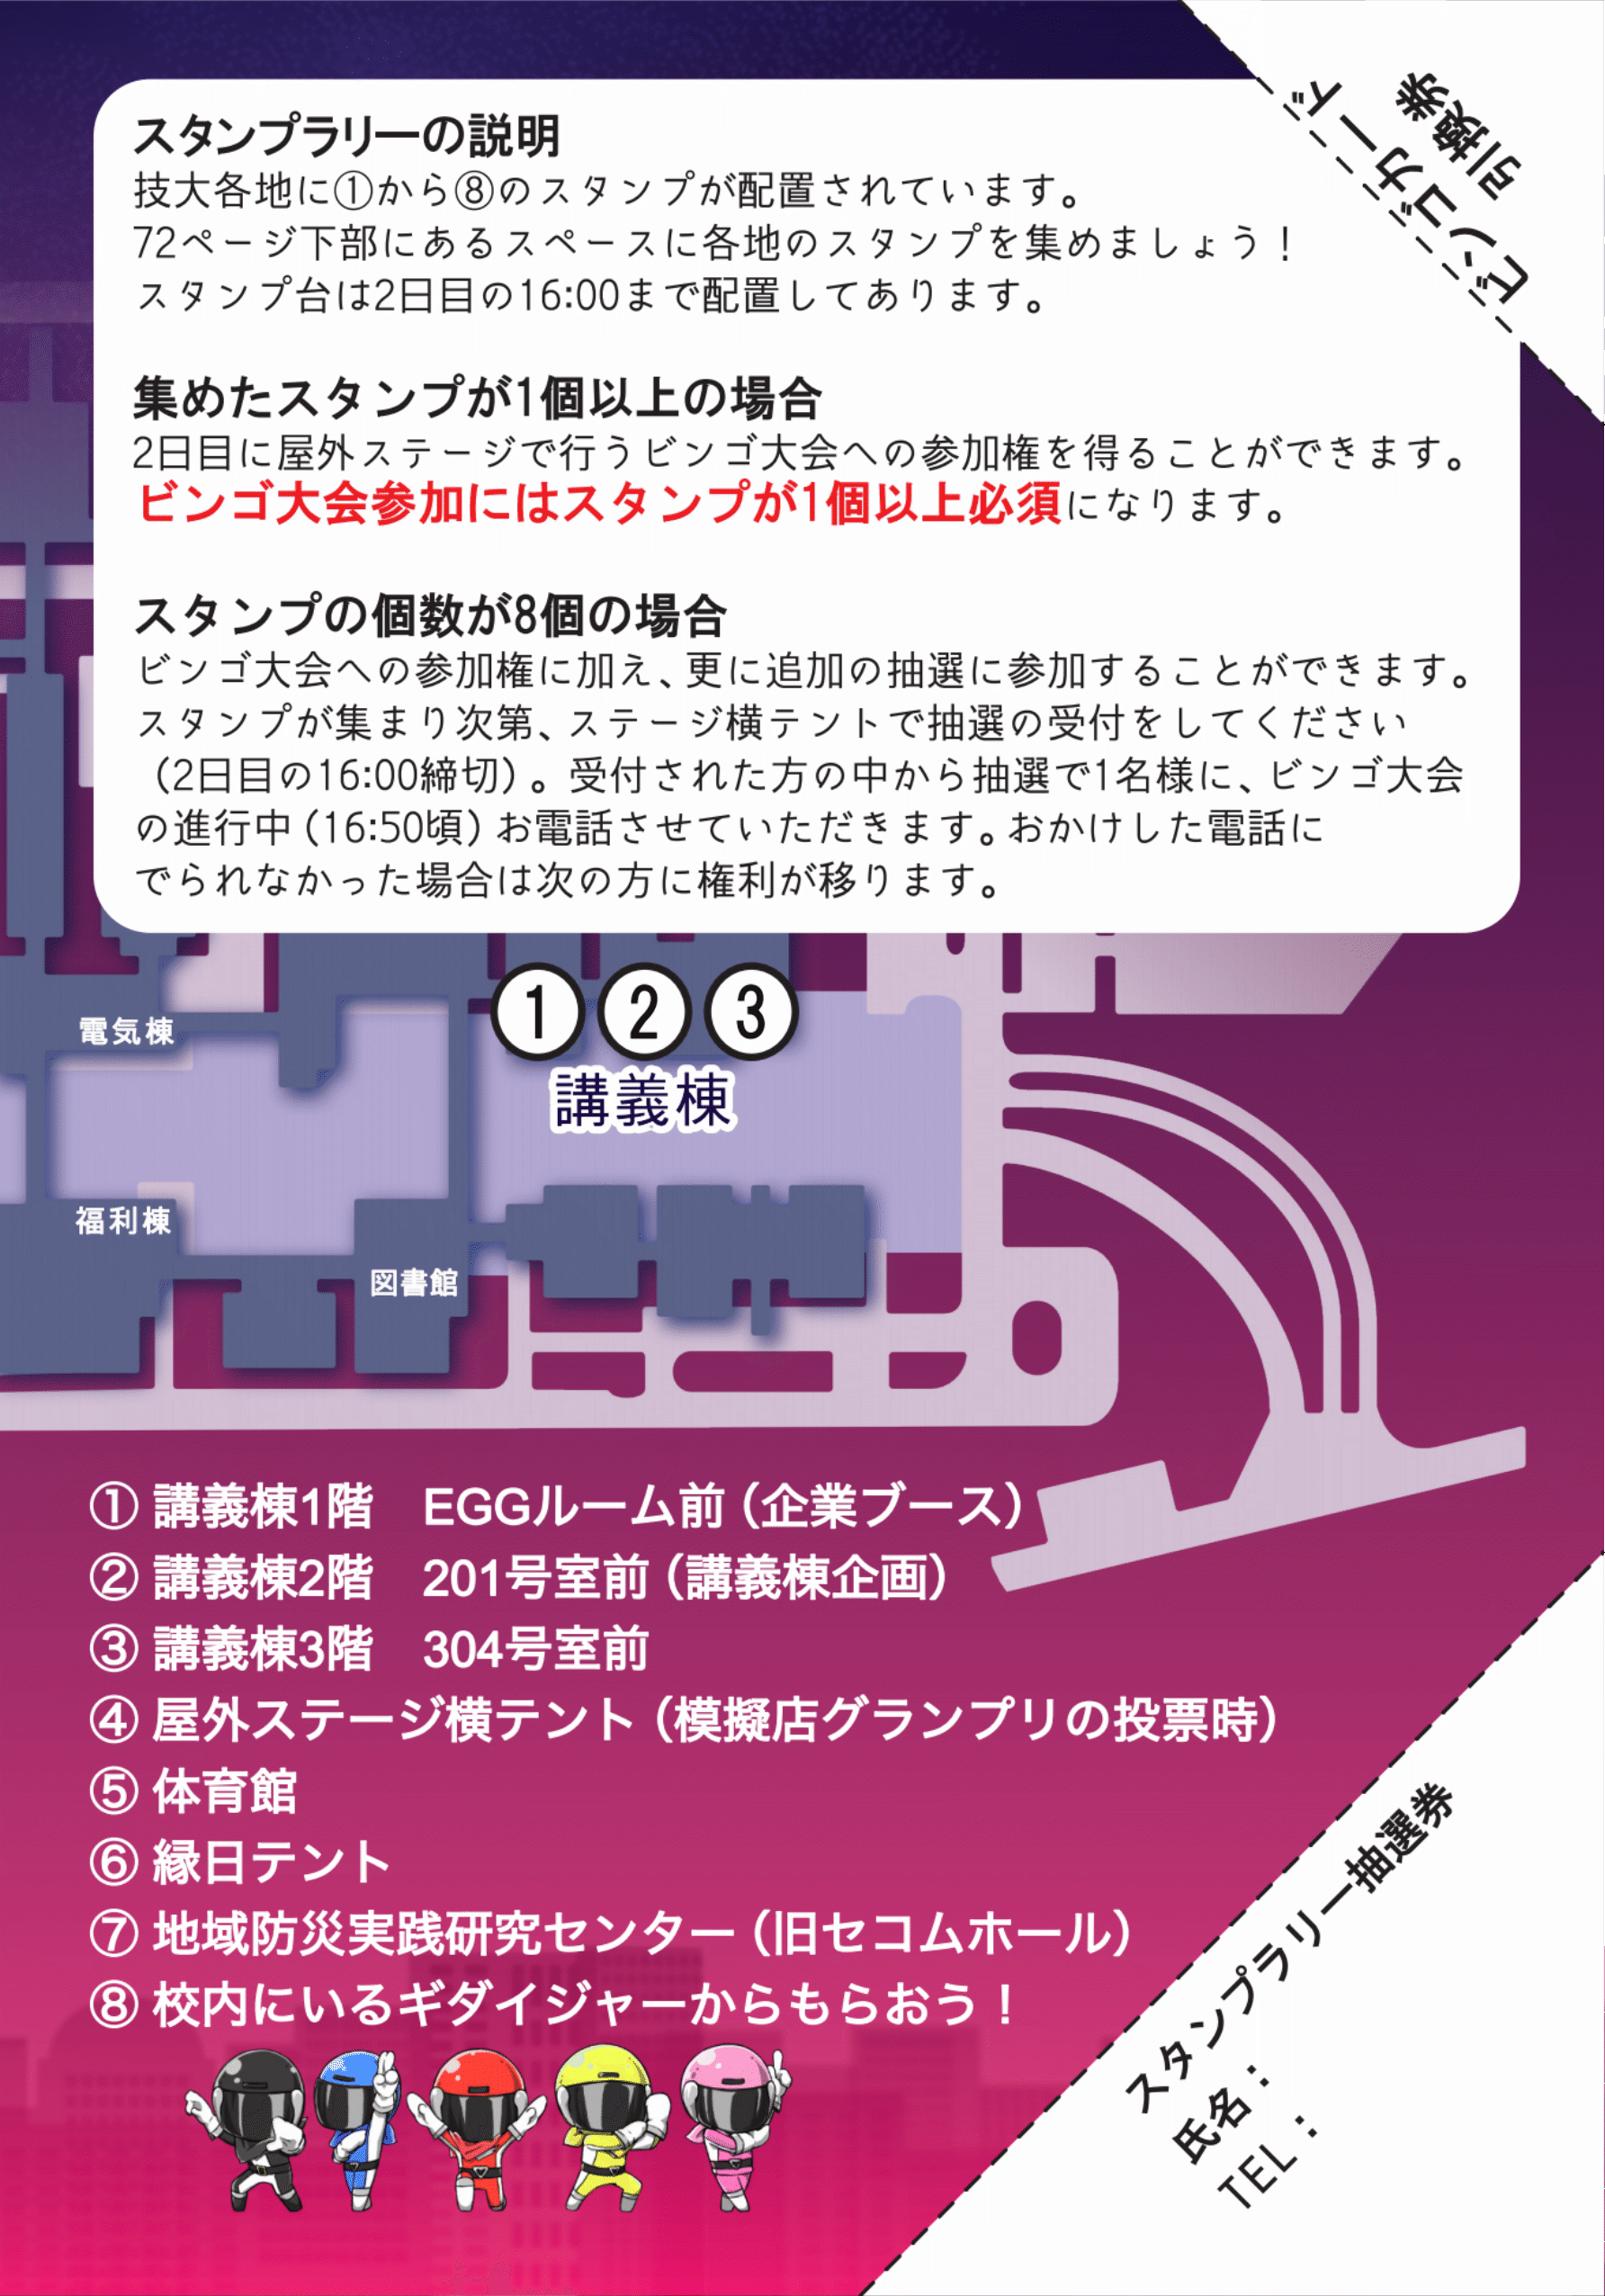 ビンゴカード
引換券
スタンプラリーの説明
技大各地に①から⑧のスタンプが配置されています。
72ページ下部にあるスペースに各地のスタンプを集めましょう！
スタンプ台は2日目の16:00まで配置してあります。
集めたスタンプが1個以上の場合
2日目に屋外ステージで行うビンゴ大会への参加権を得ることができます。
ビンゴ大会参加にはスタンプが1個以上必須になります。
スタンプの個数が8個の場合
ビンゴ大会への参加権に加え、更に追加の抽選に参加することができます。
スタンプが集まり次第、ステージ横テントで抽選の受付をしてください
（2日目の16:00締切）。受付された方の中から抽選で1名様に、ビンゴ大会
の進行中（16:50頃）お電話させていただきます。おかけした電話に
でられなかった場合は次の方に権利が移ります。
① ② ③
講義棟
電気棟
福利棟
図書館
① 講義棟1階　EGGルーム前（企業ブース）
② 講義棟2階　201号室前（講義棟企画）
③ 講義棟3階　304号室前
④ 屋外ステージ横テント（模擬店グランプリの投票時）
⑤ 体育館
⑥ 縁日テント
⑦ 地域防災実践研究センター（旧セコムホール）
⑧ 校内にいるギダイジャーからもらおう！
スタンプラリー抽選券
氏名：
TEL：